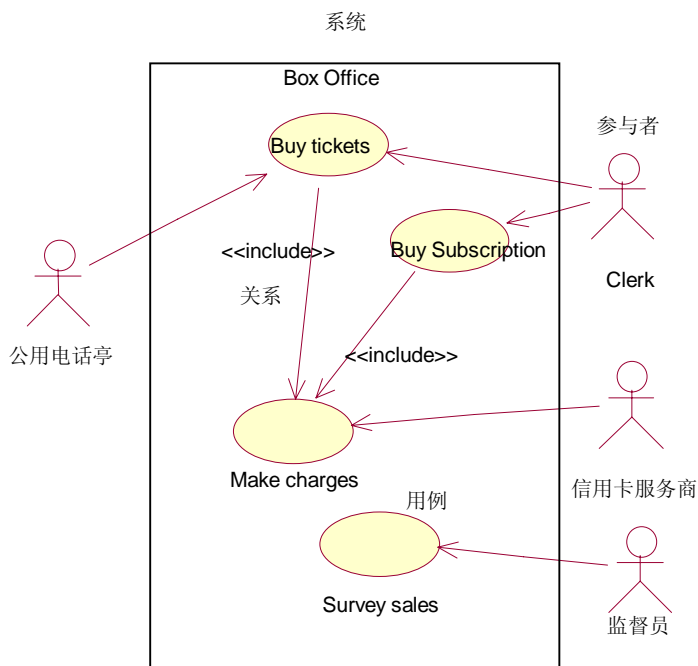 系统
Box Office
参与者
Buy tickets
<<include>>
Buy Subscription
Clerk
关系
公用电话亭
<<include>>
Make charges
信用卡服务商
用例
Survey sales
监督员